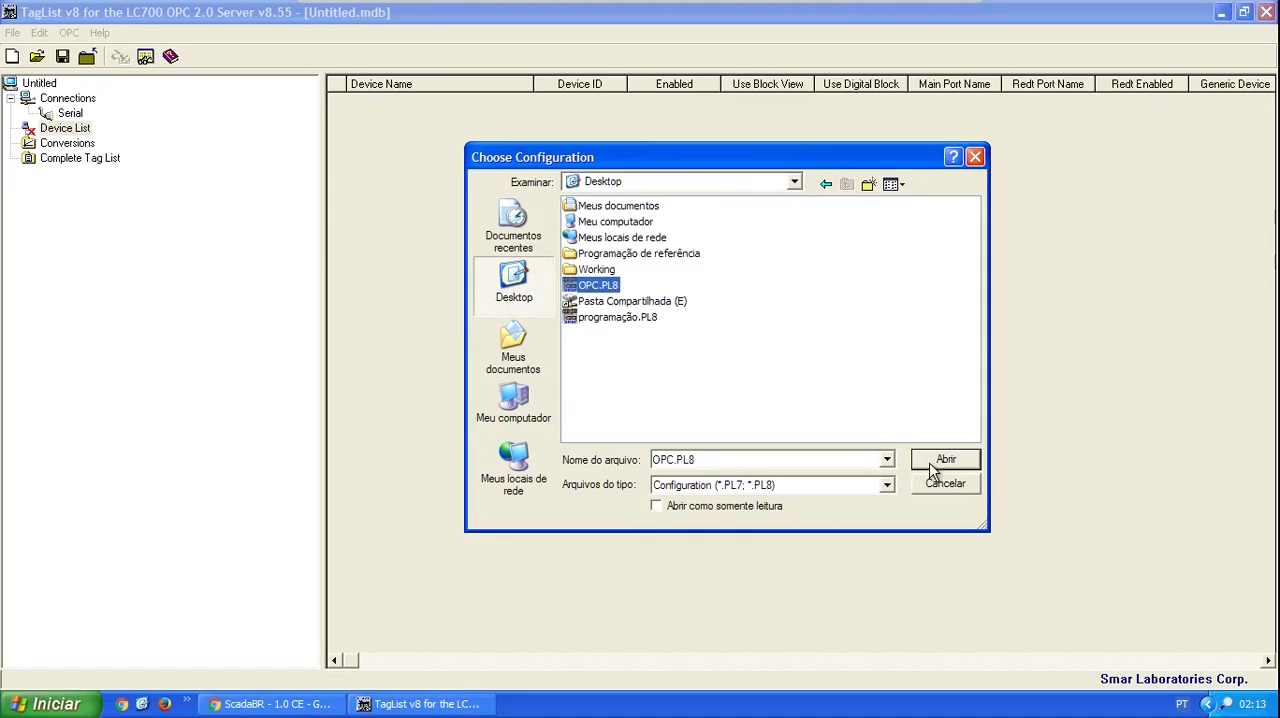 TagList v8 for the LC700 OPC 2.0 Server v8.55 - [Untitled.mdb]
File Edit OPC Help
Untitled
Connections
Serial
Device List
Conversions
Complete Tag List
Device Name Device ID Enabled Use Block View Use Digital Block Main Port Name Redt Port Name Redt Enabled Generic Device
Choose Configuration
Examinar: Desktop
Documentos recentes
Desktop
Meus documentos
Meu computador
Meus locais de rede
Meus documentos
Meu computador
Meus locais de rede
Programação de referência
Working
OPC.PL8
Pasta Compartilhada (E)
programação.PL8
Nome do arquivo: OPC.PL8 Abrir
Arquivos do tipo: Configuration (*.PL7; *.PL8) Cancelar
Abrir como somente leitura
Smar Laboratories Corp.
Iniciar ScadaBR - 1.0 CE - G... TagList v8 for the LC... PT 02:13